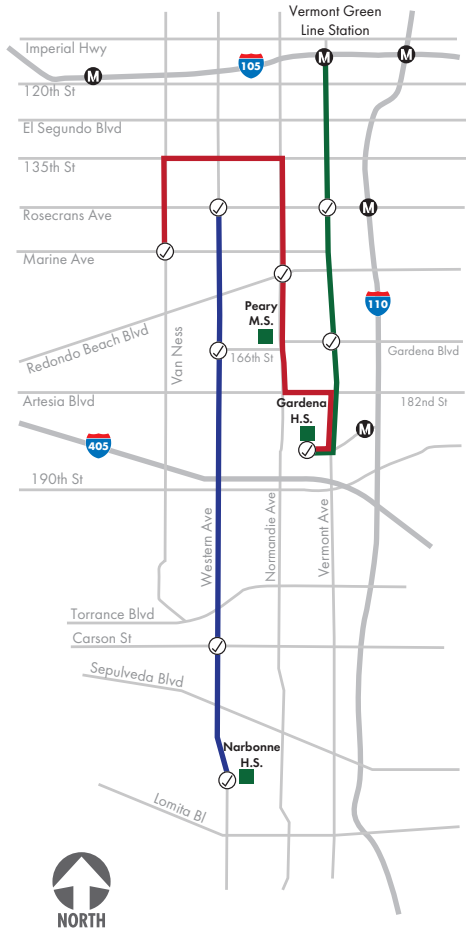 Vermont Green
Line Station
Imperial Hwy
M
M
M
105
120th St
El Segundo Blvd
135th St
Rosecrans Ave
M
Marine Ave
110
Peary
M.S.
Redondo Beach Blvd
Van Ness
166th St
Gardena Blvd
Artesia Blvd
Gardena
H.S.
182nd St
M
405
190th St
Western Ave
Normandie Ave
Vermont Ave
Torrance Blvd
Carson St
Sepulveda Blvd
Narbonne
H.S.
Lomita Bl
NORTH